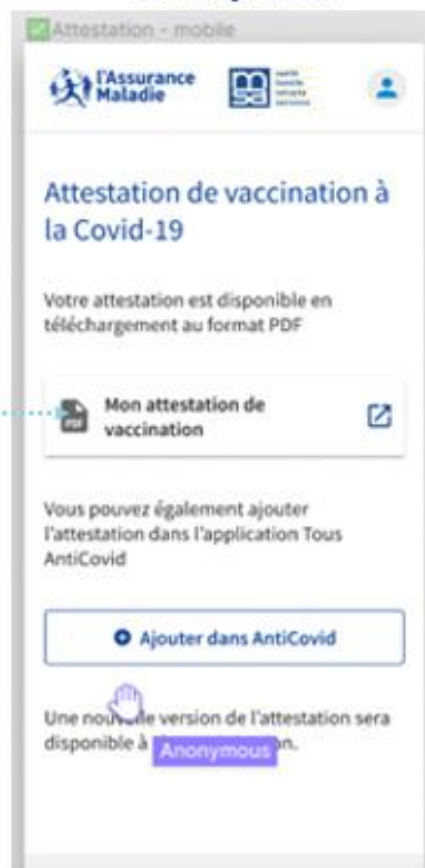 Attestation - mobile
l'Assurance
Maladie
Attestation de vaccination à
la Covid-19
Votre attestation est disponible en
téléchargement au format PDF
PDF
Mon attestation de
vaccination
Vous pouvez également ajouter
l'attestation dans l'application Tous
AntiCovid
Ajouter dans AntiCovid
Une nouvelle version de l'attestation sera
disponible à
Anonymous